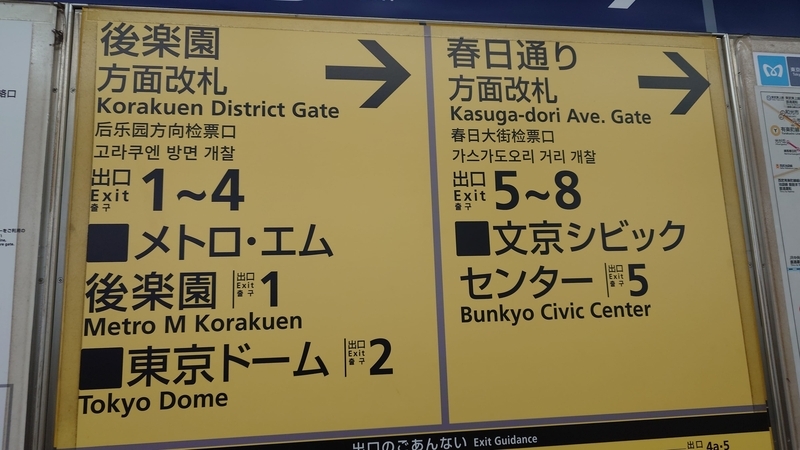 後楽園
方面改札
Korakuen District Gate
后乐园方向检票口
고라쿠엔 방면 개찰
出口 Exit 출구 1~4
■メトロ・エム
後楽園 出口 Exit 출구 1
Metro M Korakuen
■東京ドーム 出口 Exit 출구 2
Tokyo Dome
春日通り
方面改札
Kasuga-dori Ave. Gate
春日大街检票口
가스가도오리 거리 개찰
出口 Exit 출구 5~8
■文京シビック
センター 出口 Exit 출구 5
Bunkyo Civic Center
出口のごあんない Exit Guidance
出口 4a・5